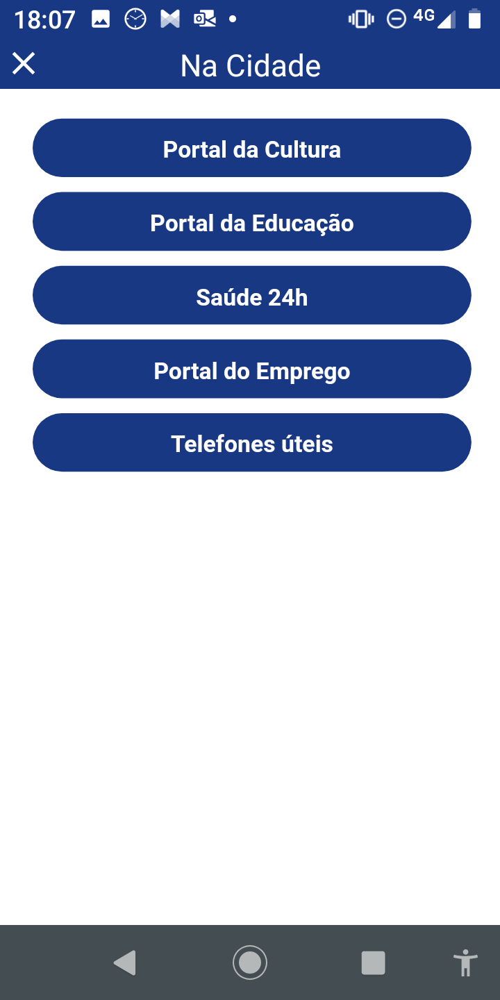 18:07
4G
Na Cidade
Portal da Cultura
Portal da Educação
Saúde 24h
Portal do Emprego
Telefones úteis